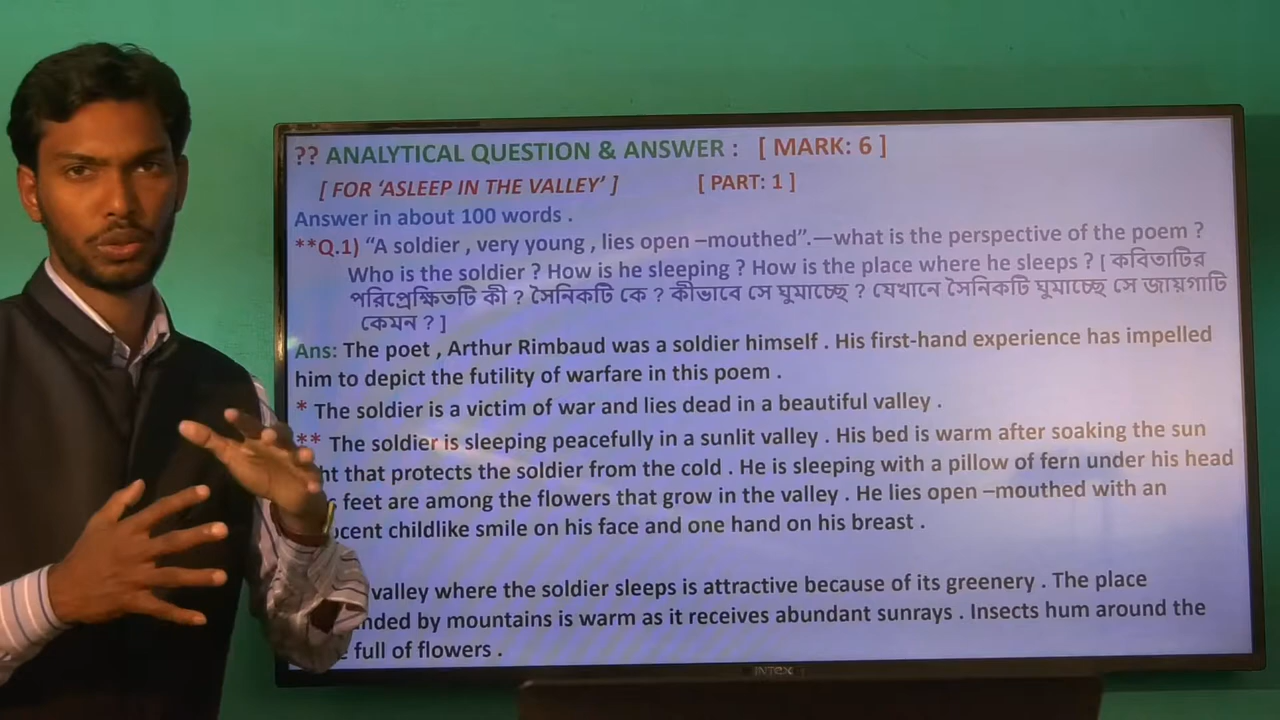 ?? ANALYTICAL QUESTION & ANSWER : [ MARK: 6 ]
[ FOR ‘ASLEEP IN THE VALLEY’ ] [ PART: 1 ]
Answer in about 100 words .
**Q.1) “A soldier , very young , lies open –mouthed”.—what is the perspective of the poem ?
Who is the soldier ? How is he sleeping ? How is the place where he sleeps ? [ কবিতাটির
পরিপ্রেক্ষিতটি কী ? সৈনিকটি কে ? কীভাবে সে ঘুমাচ্ছে ? যেখানে সৈনিকটি ঘুমাচ্ছে সে জায়গাটি
কেমন ? ]
Ans: The poet , Arthur Rimbaud was a soldier himself . His first-hand experience has impelled
him to depict the futility of warfare in this poem .
* The soldier is a victim of war and lies dead in a beautiful valley .
** The soldier is sleeping peacefully in a sunlit valley . His bed is warm after soaking the sun
ht that protects the soldier from the cold . He is sleeping with a pillow of fern under his head
feet are among the flowers that grow in the valley . He lies open –mouthed with an
ocent childlike smile on his face and one hand on his breast .
valley where the soldier sleeps is attractive because of its greenery . The place
nded by mountains is warm as it receives abundant sunrays . Insects hum around the
full of flowers .
INTEX